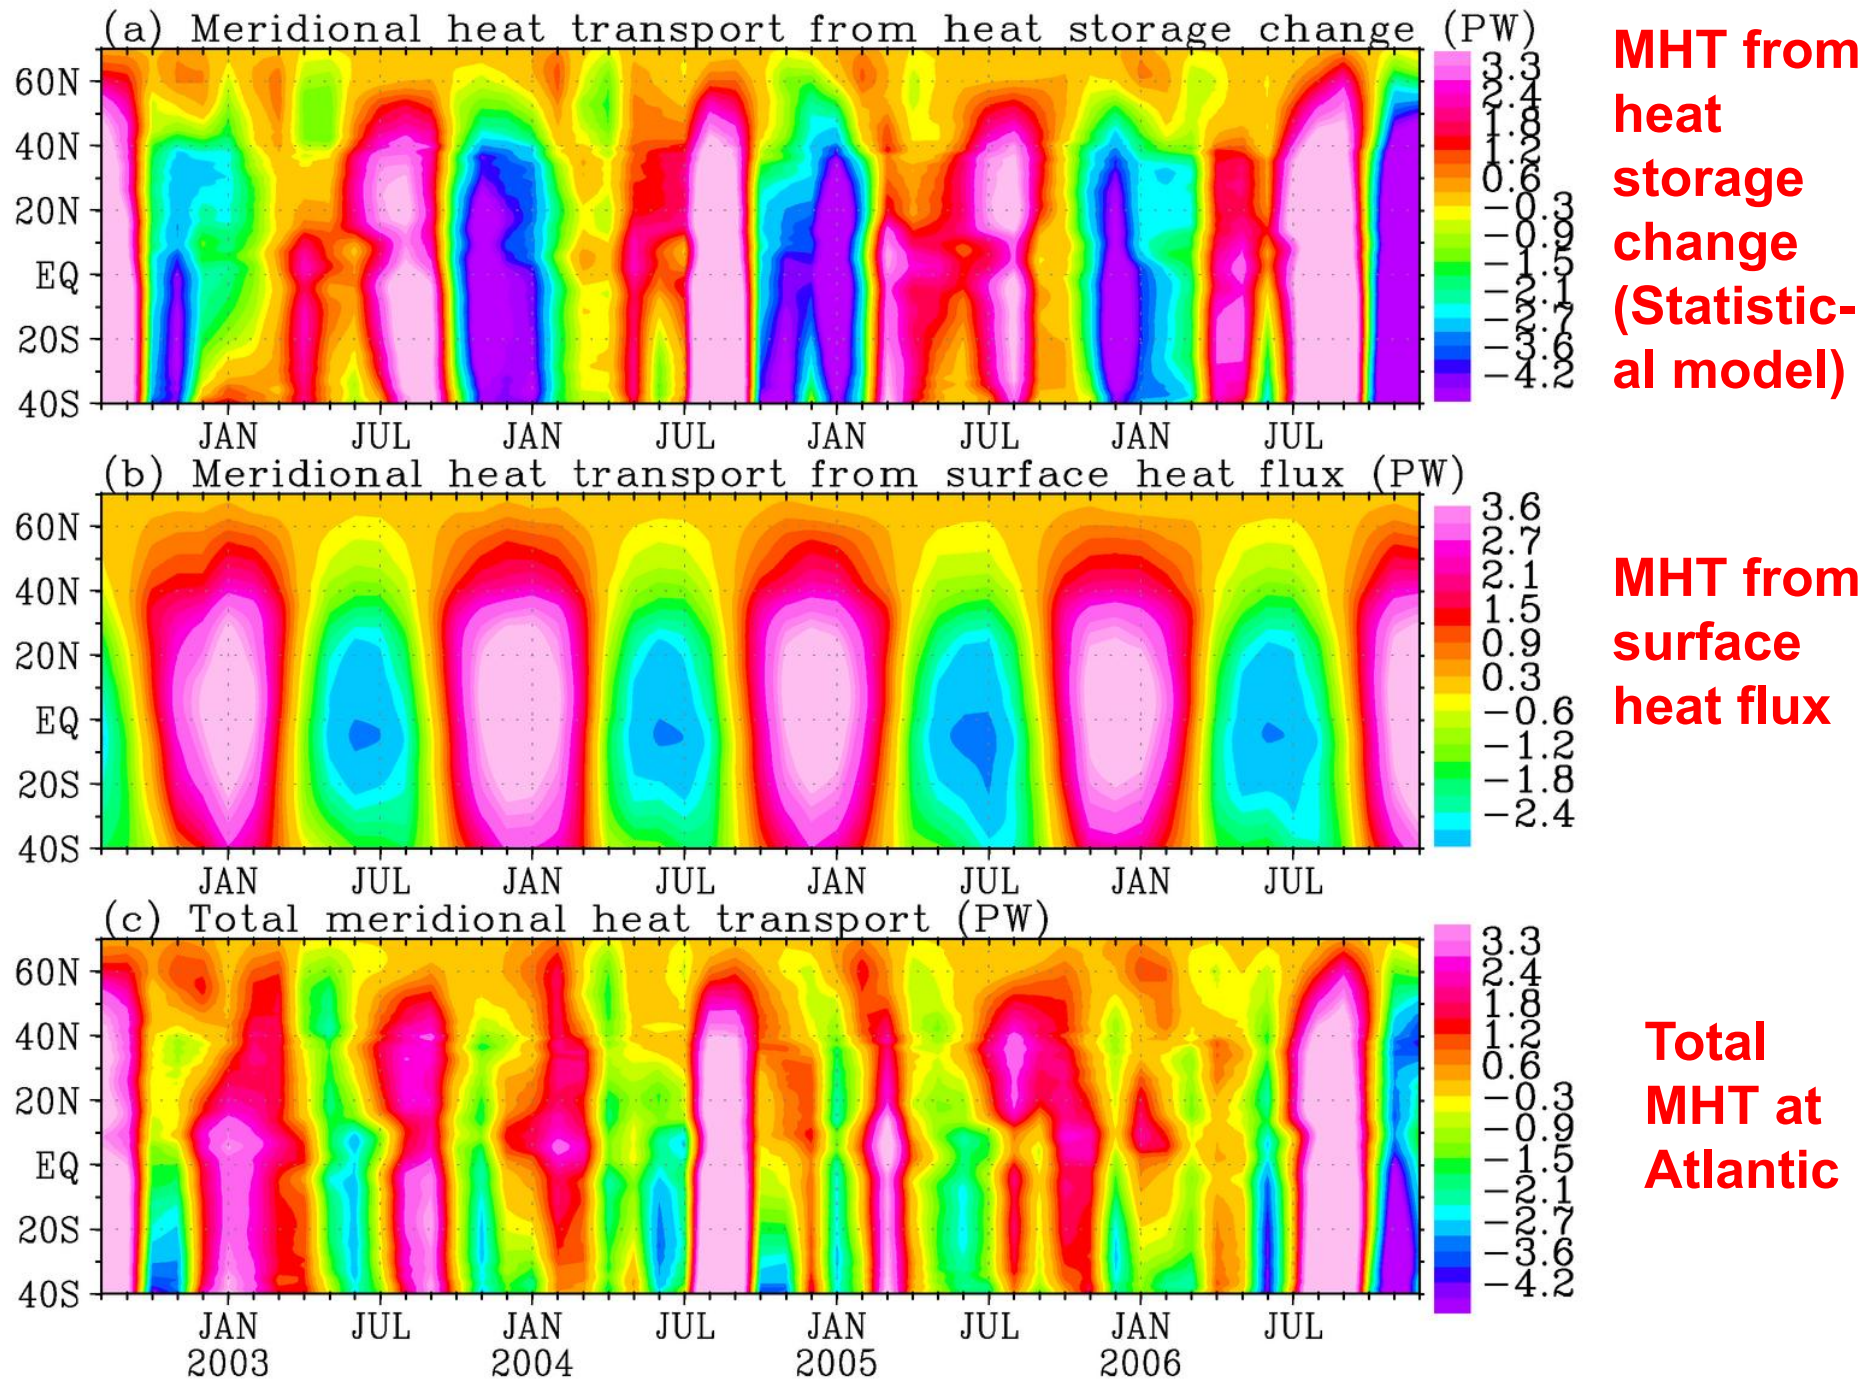 (a) Meridional heat transport from heat storage change (PW)
60N
40N
20N
EQ
20S
40S
JAN JUL JAN JUL JAN JUL JAN JUL
3.3
2.4
1.8
1.2
0.6
-0.3
-0.9
-1.5
-2.1
-2.7
-3.6
-4.2
MHT from
heat
storage
change
(Statistic-
al model)
(b) Meridional heat transport from surface heat flux (PW)
60N
40N
20N
EQ
20S
40S
JAN JUL JAN JUL JAN JUL JAN JUL
3.6
2.7
2.1
1.5
0.9
0.3
-0.6
-1.2
-1.8
-2.4
MHT from
surface
heat flux
(c) Total meridional heat transport (PW)
60N
40N
20N
EQ
20S
40S
JAN JUL JAN JUL JAN JUL JAN JUL
2003 2004 2005 2006
3.3
2.4
1.8
1.2
0.6
-0.3
-0.9
-1.5
-2.1
-2.7
-3.6
-4.2
Total
MHT at
Atlantic